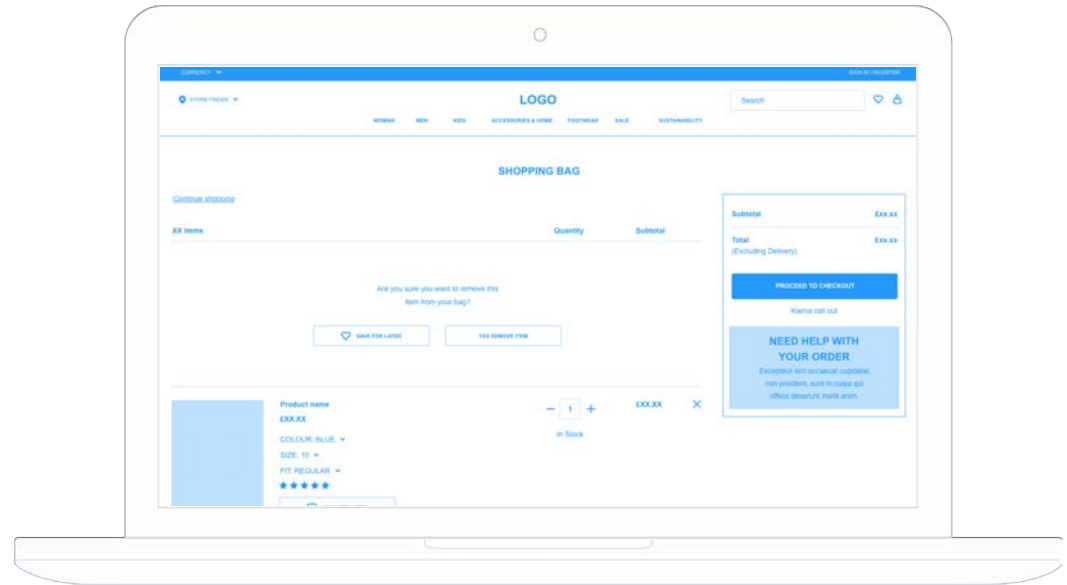 CURRENCY
SIGN IN / REGISTER
STORE FINDER
LOGO
Search
WOMAN MEN KIDS ACCESSORIES & HOME FOOTWEAR SALE SUSTAINABILITY
SHOPPING BAG
Continue shopping
XX Items Quantity Subtotal
Are you sure you want to remove this
item from your bag?
SAVE FOR LATER
YES REMOVE ITEM
Product name
£XX.XX
COLOUR: BLUE
SIZE: 10
FIT: REGULAR
1
In Stock
£XX.XX
Subtotal £xx.xx
Total £xx.xx
(Excluding Delivery)
PROCEED TO CHECKOUT
Klarna call out
NEED HELP WITH
YOUR ORDER
Excepteur sint occaecat cupidatat
non proident, sunt in culpa qui
officia deserunt mollit anim.